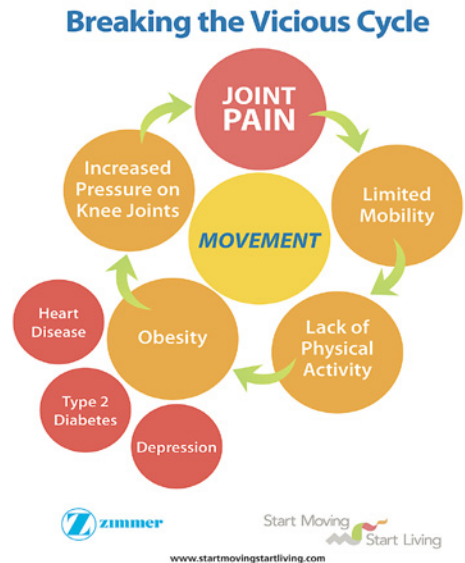 Breaking the Vicious Cycle
JOINT
PAIN
Limited
Mobility
Lack of
Physical
Activity
Obesity
Increased
Pressure on
Knee Joints
MOVEMENT
Heart
Disease
Type 2
Diabetes
Depression
Z zimmer
Start Moving
Start Living
www.startmovingstartliving.com